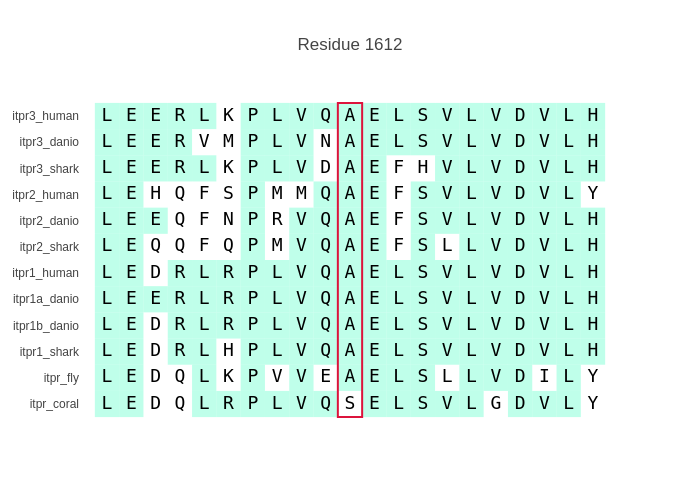 Residue 1612
itpr3_human L E E R L K P L V Q A E L S V L V D V L H
itpr3_danio L E E R V M P L V N A E L S V L V D V L H
itpr3_shark L E E R L K P L V D A E F H V L V D V L H
itpr2_human L E H Q F S P M M Q A E F S V L V D V L Y
itpr2_danio L E E Q F N P R V Q A E F S V L V D V L H
itpr2_shark L E Q Q F Q P M V Q A E F S L L V D V L H
itpr1_human L E D R L R P L V Q A E L S V L V D V L H
itpr1a_danio L E E R L R P L V Q A E L S V L V D V L H
itpr1b_danio L E D R L R P L V Q A E L S V L V D V L H
itpr1_shark L E D R L H P L V Q A E L S V L V D V L H
itpr_fly L E D Q L K P V V E A E L S L L V D I L Y
itpr_coral L E D Q L R P L V Q S E L S V L G D V L Y